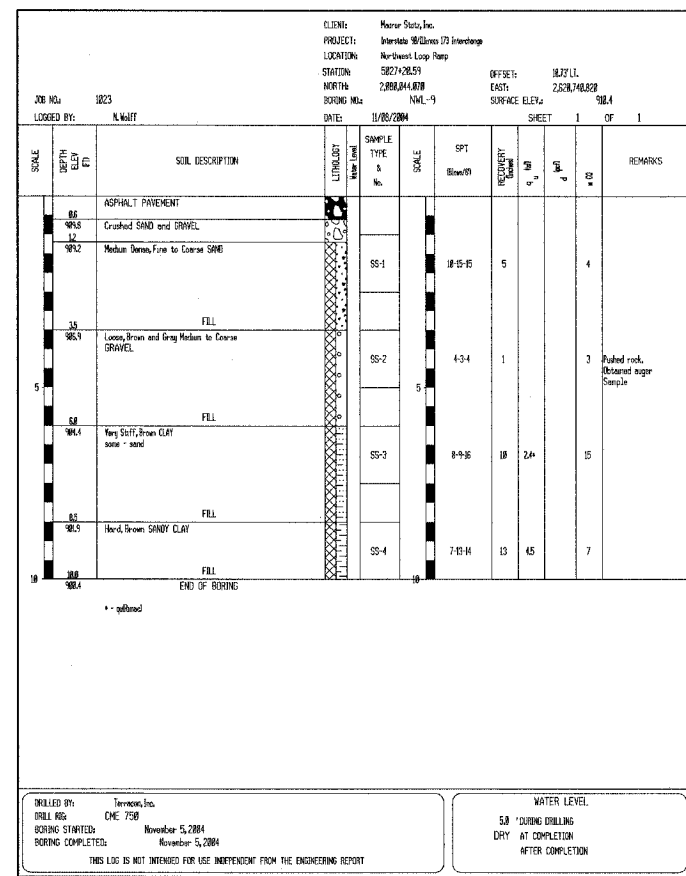 CLIENT: Maurer Stutz, Inc.
PROJECT: Interstate 90/Illinois 173 Interchange
LOCATION: Northwest Loop Ramp
STATION: 5027+20.59 OFFSET: 18.73' LT.
NORTH: 2,080,044.070 EAST: 2,620,740.820
JOB NO.: 1023 BORING NO.: NWL-9 SURFACE ELEV.: 910.4
LOGGED BY: N. Wolff DATE: 11/08/2004 SHEET 1 OF 1
SCALE DEPTH ELEV (FT) SOIL DESCRIPTION LITHOLOGY Water Level SAMPLE TYPE & No. SCALE SPT (Blows/6") RECOVERY (Inches) q u (tsf) d (pcf) w (%) REMARKS
ASPHALT PAVEMENT
0.6
909.8 Crushed SAND and GRAVEL
1.2
909.2 Medium Dense, Fine to Coarse SAND
SS-1 10-15-15 5 4
3.5 FILL
906.9 Loose, Brown and Gray Medium to Coarse
GRAVEL
SS-2 4-3-4 1 3 Pushed rock.
Obtained auger
Sample
5 5
6.0 FILL
904.4 Very Stiff, Brown CLAY
some - sand
SS-3 8-9-16 10 2.4* 15
8.5 FILL
901.9 Hard, Brown SANDY CLAY
SS-4 7-13-14 13 4.5 7
10 10.0 FILL 10
900.4 END OF BORING
* - qu(Rimac)
DRILLED BY: Terracon, Inc.
DRILL RIG: CME 750
BORING STARTED: November 5, 2004
BORING COMPLETED: November 5, 2004
THIS LOG IS NOT INTENDED FOR USE INDEPENDENT FROM THE ENGINEERING REPORT
WATER LEVEL
5.0 'DURING DRILLING
DRY AT COMPLETION
AFTER COMPLETION